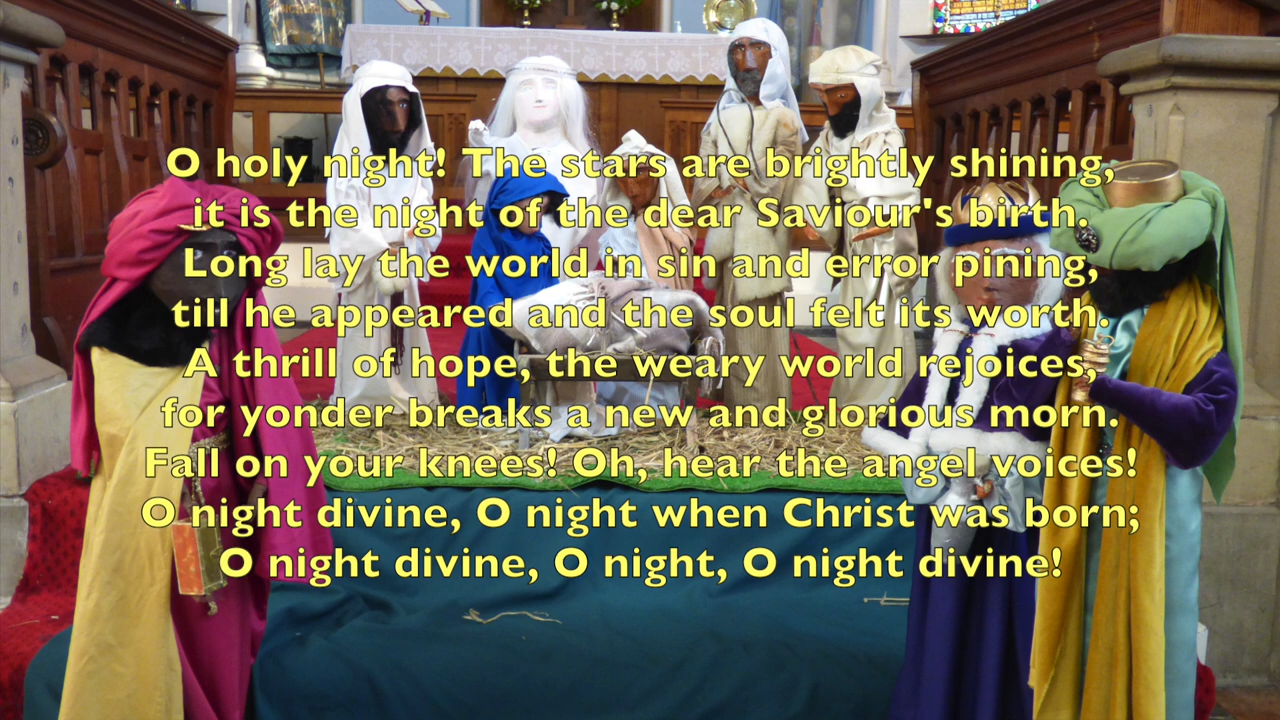 O holy night! The stars are brightly shining,
it is the night of the dear Saviour's birth.
Long lay the world in sin and error pining,
till he appeared and the soul felt its worth.
A thrill of hope, the weary world rejoices,
for yonder breaks a new and glorious morn.
Fall on your knees! Oh, hear the angel voices!
O night divine, O night when Christ was born;
O night divine, O night, O night divine!